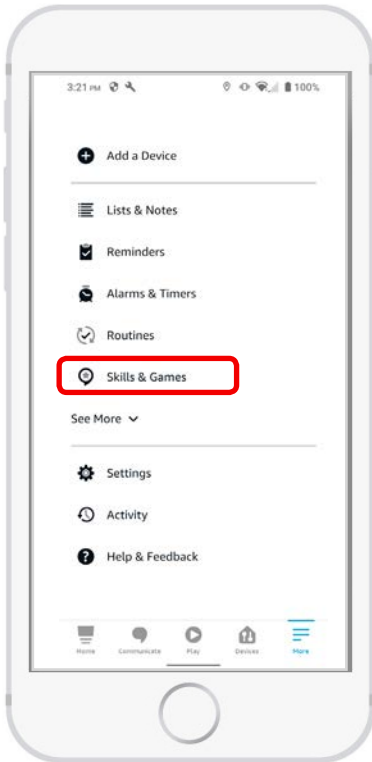 3:21 PM 100%
Add a Device
Lists & Notes
Reminders
Alarms & Timers
Routines
Skills & Games
See More
Settings
Activity
Help & Feedback
Home Communicate Play Devices More